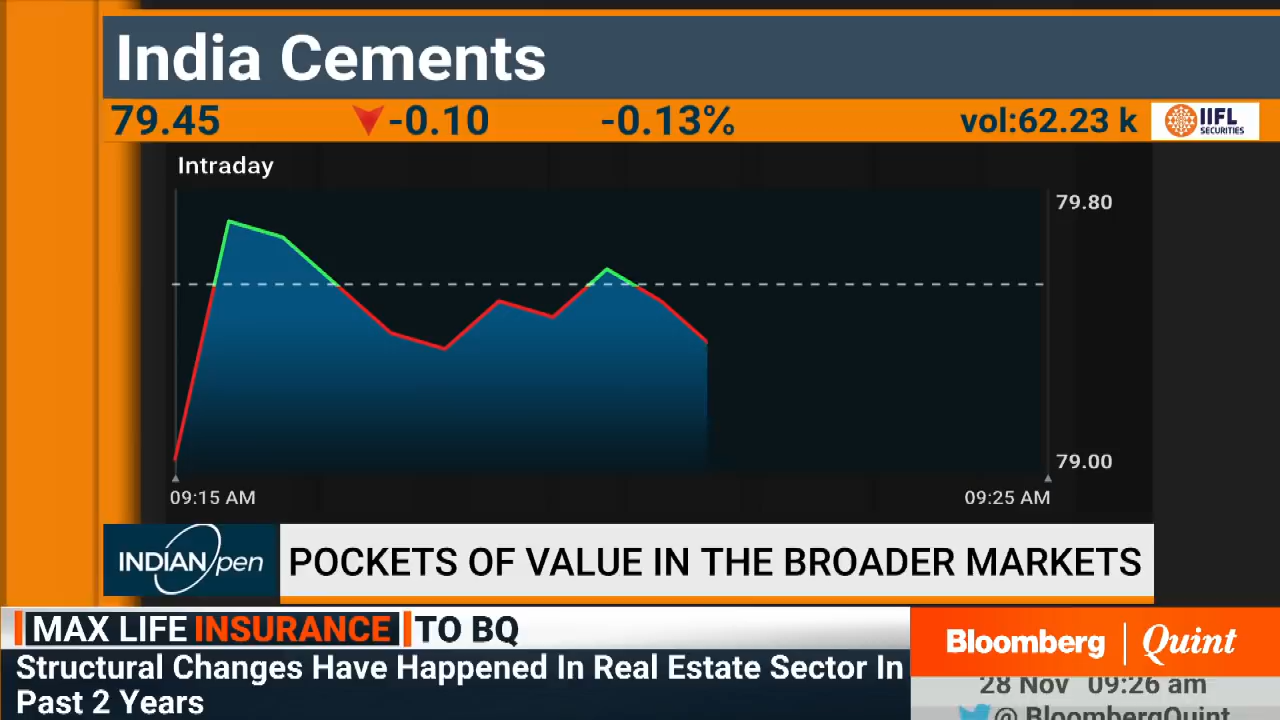 India Cements
79.45 -0.10 -0.13% vol:62.23 k IIFL SECURITIES
Intraday
79.80
79.00
09:15 AM 09:25 AM
INDIAN Open POCKETS OF VALUE IN THE BROADER MARKETS
MAX LIFE INSURANCE TO BQ
Structural Changes Have Happened In Real Estate Sector In
Past 2 Years
Bloomberg | Quint
28 Nov 09:26 am
@ BloombergQuint